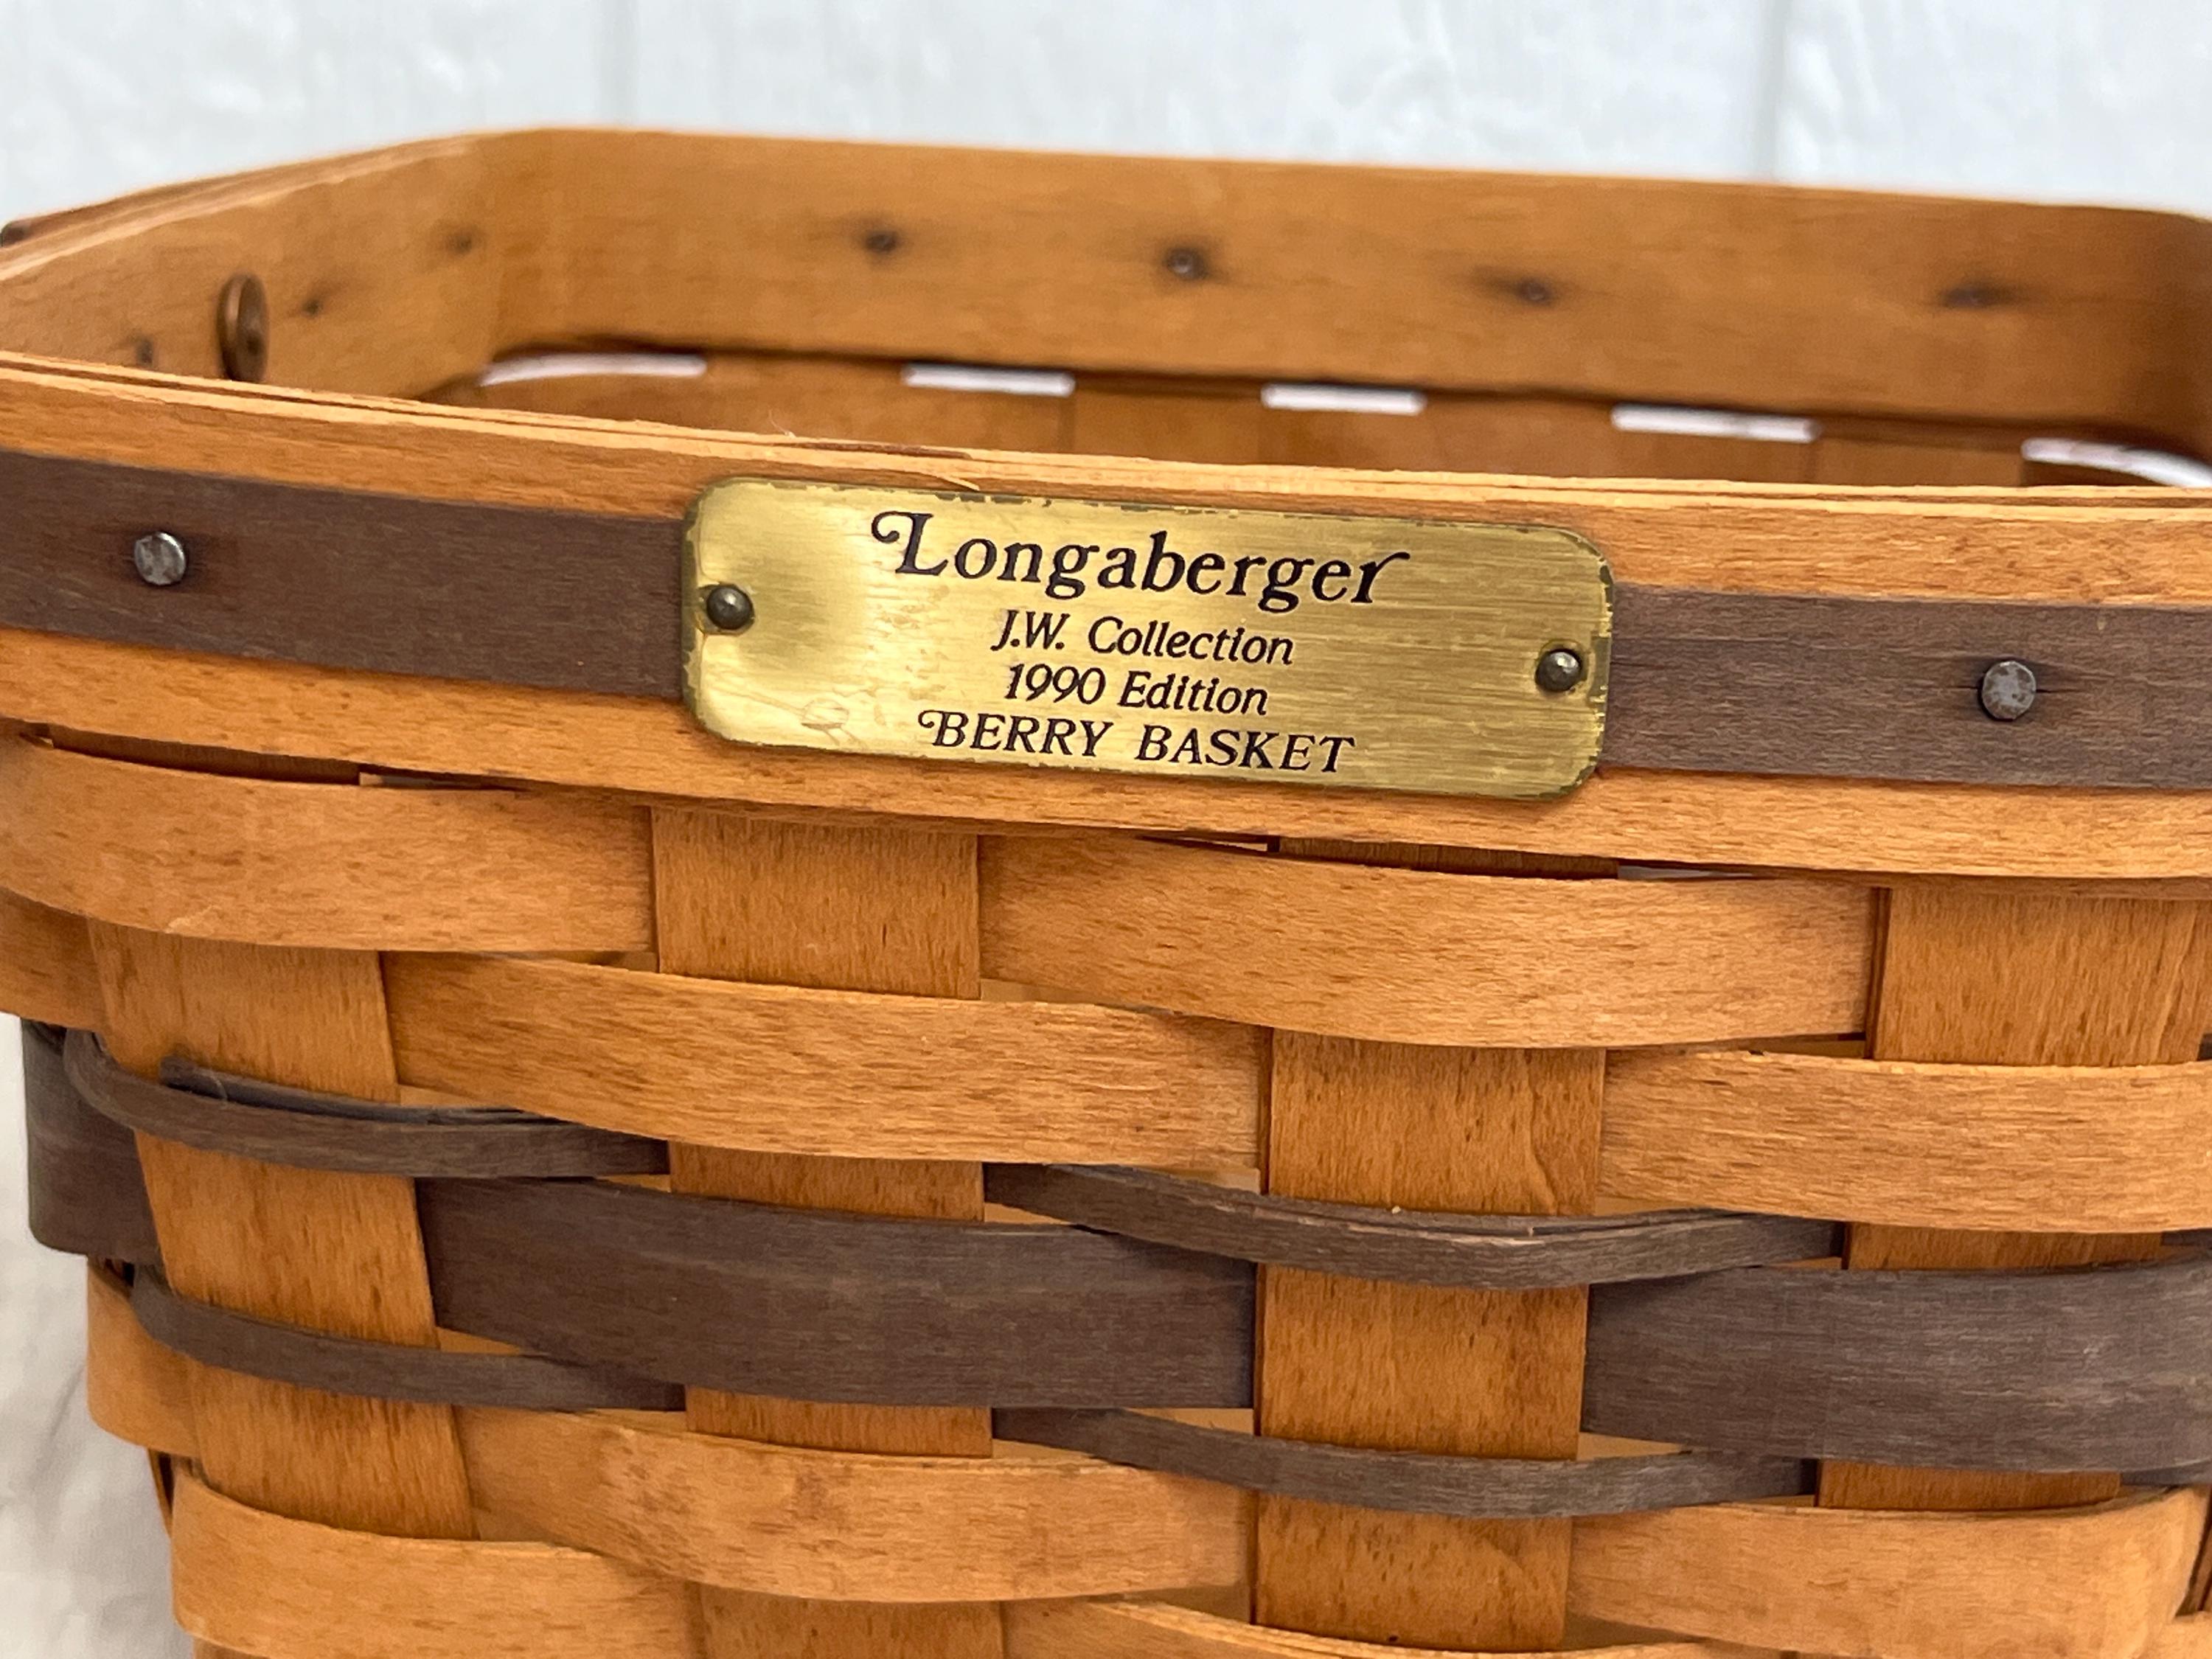 Longaberger
J.W. Collection
1990 Edition
BERRY BASKET